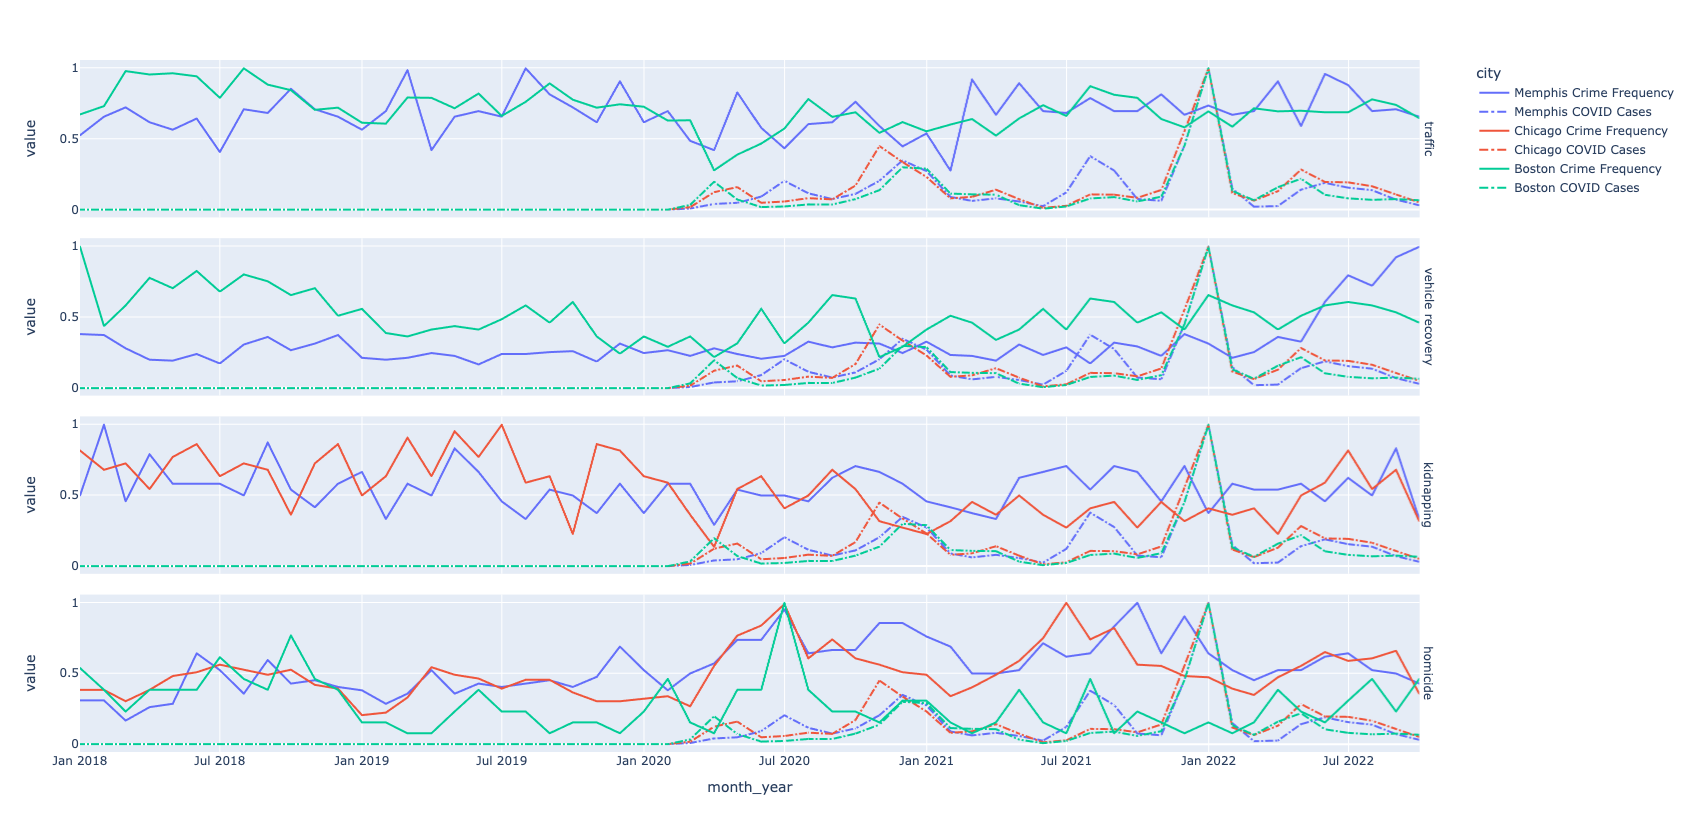 1
0.5
0
value
traffic
1
0.5
0
value
vehicle recovery
1
0.5
0
value
kidnapping
1
0.5
0
value
homicide
Jan 2018 Jul 2018 Jan 2019 Jul 2019 Jan 2020 Jul 2020 Jan 2021 Jul 2021 Jan 2022 Jul 2022
month_year
city
Memphis Crime Frequency
Memphis COVID Cases
Chicago Crime Frequency
Chicago COVID Cases
Boston Crime Frequency
Boston COVID Cases